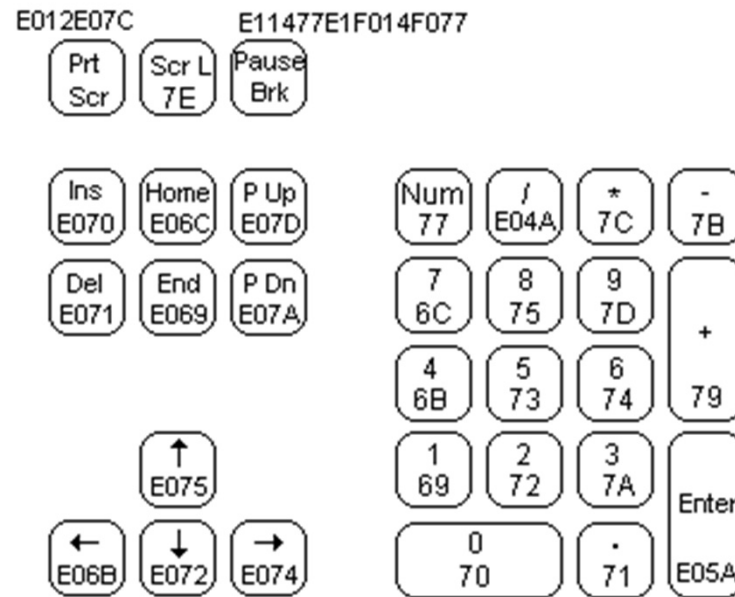 E012E07C E11477E1F014F077
Prt Scr L Pause
Scr 7E Brk
Ins Home P Up Num / * -
E070 E06C E07D 77 E04A 7C 7B
Del End P Dn 7 8 9
E071 E069 E07A 6C 75 7D
+
4 5 6
6B 73 74 79
↑ 1 2 3
E075 69 72 7A
Enter
← ↓ → 0 .
E06B E072 E074 70 71 E05A